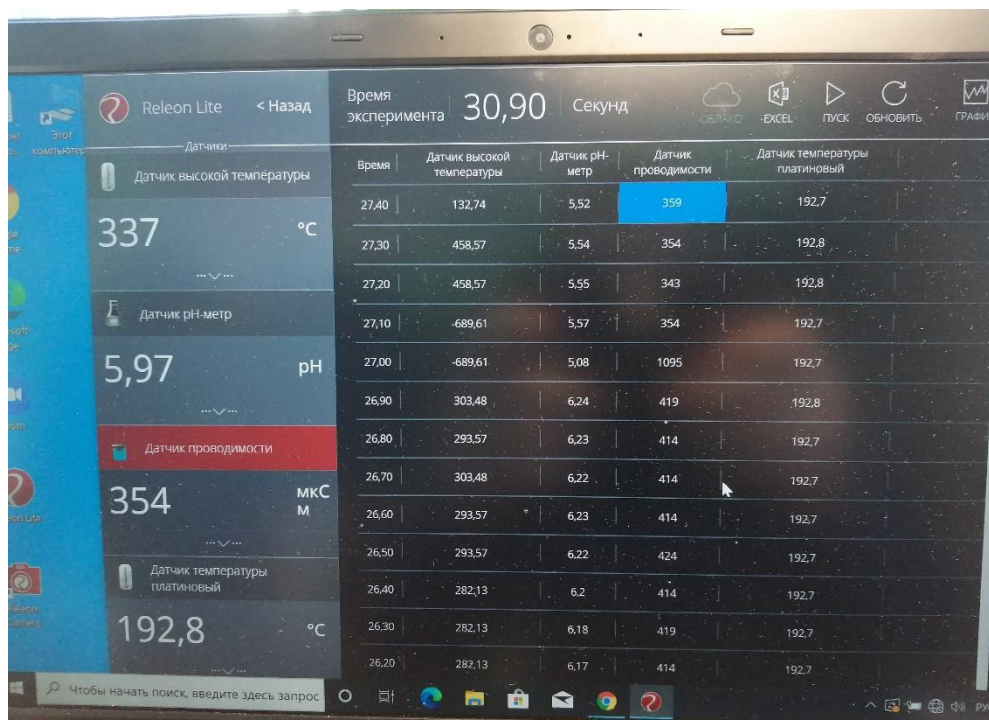 Releon Lite
< Назад
Время
эксперимента
30,90
Секунд
ОБЛАКО
EXCEL
ПУСК
ОБНОВИТЬ
Этот
компьютер
Датчики
Датчик высокой температуры
337 °C
Датчик pH-метр
5,97 pH
Датчик проводимости
354 мкС
м
Датчик температуры
платиновый
192,8 °C
Время
Датчик высокой
температуры
Датчик pH-
метр
Датчик
проводимости
Датчик температуры
платиновый
27,40 132,74 5,52 359 192,7
27,30 458,57 5,54 354 192,8
27,20 458,57 5,55 343 192,8
27,10 -689,61 5,57 354 192,7
27,00 -689,61 5,08 1095 192,7
26,90 303,48 6,24 419 192,8
26,80 293,57 6,23 414 192,7
26,70 303,48 6,22 414 192,7
26,60 293,57 6,23 414 192,7
26,50 293,57 6,22 424 192,7
26,40 282,13 6,2 414 192,7
26,30 282,13 6,18 419 192,7
26,20 282,13 6,17 414 192,7
Чтобы начать поиск, введите здесь запрос